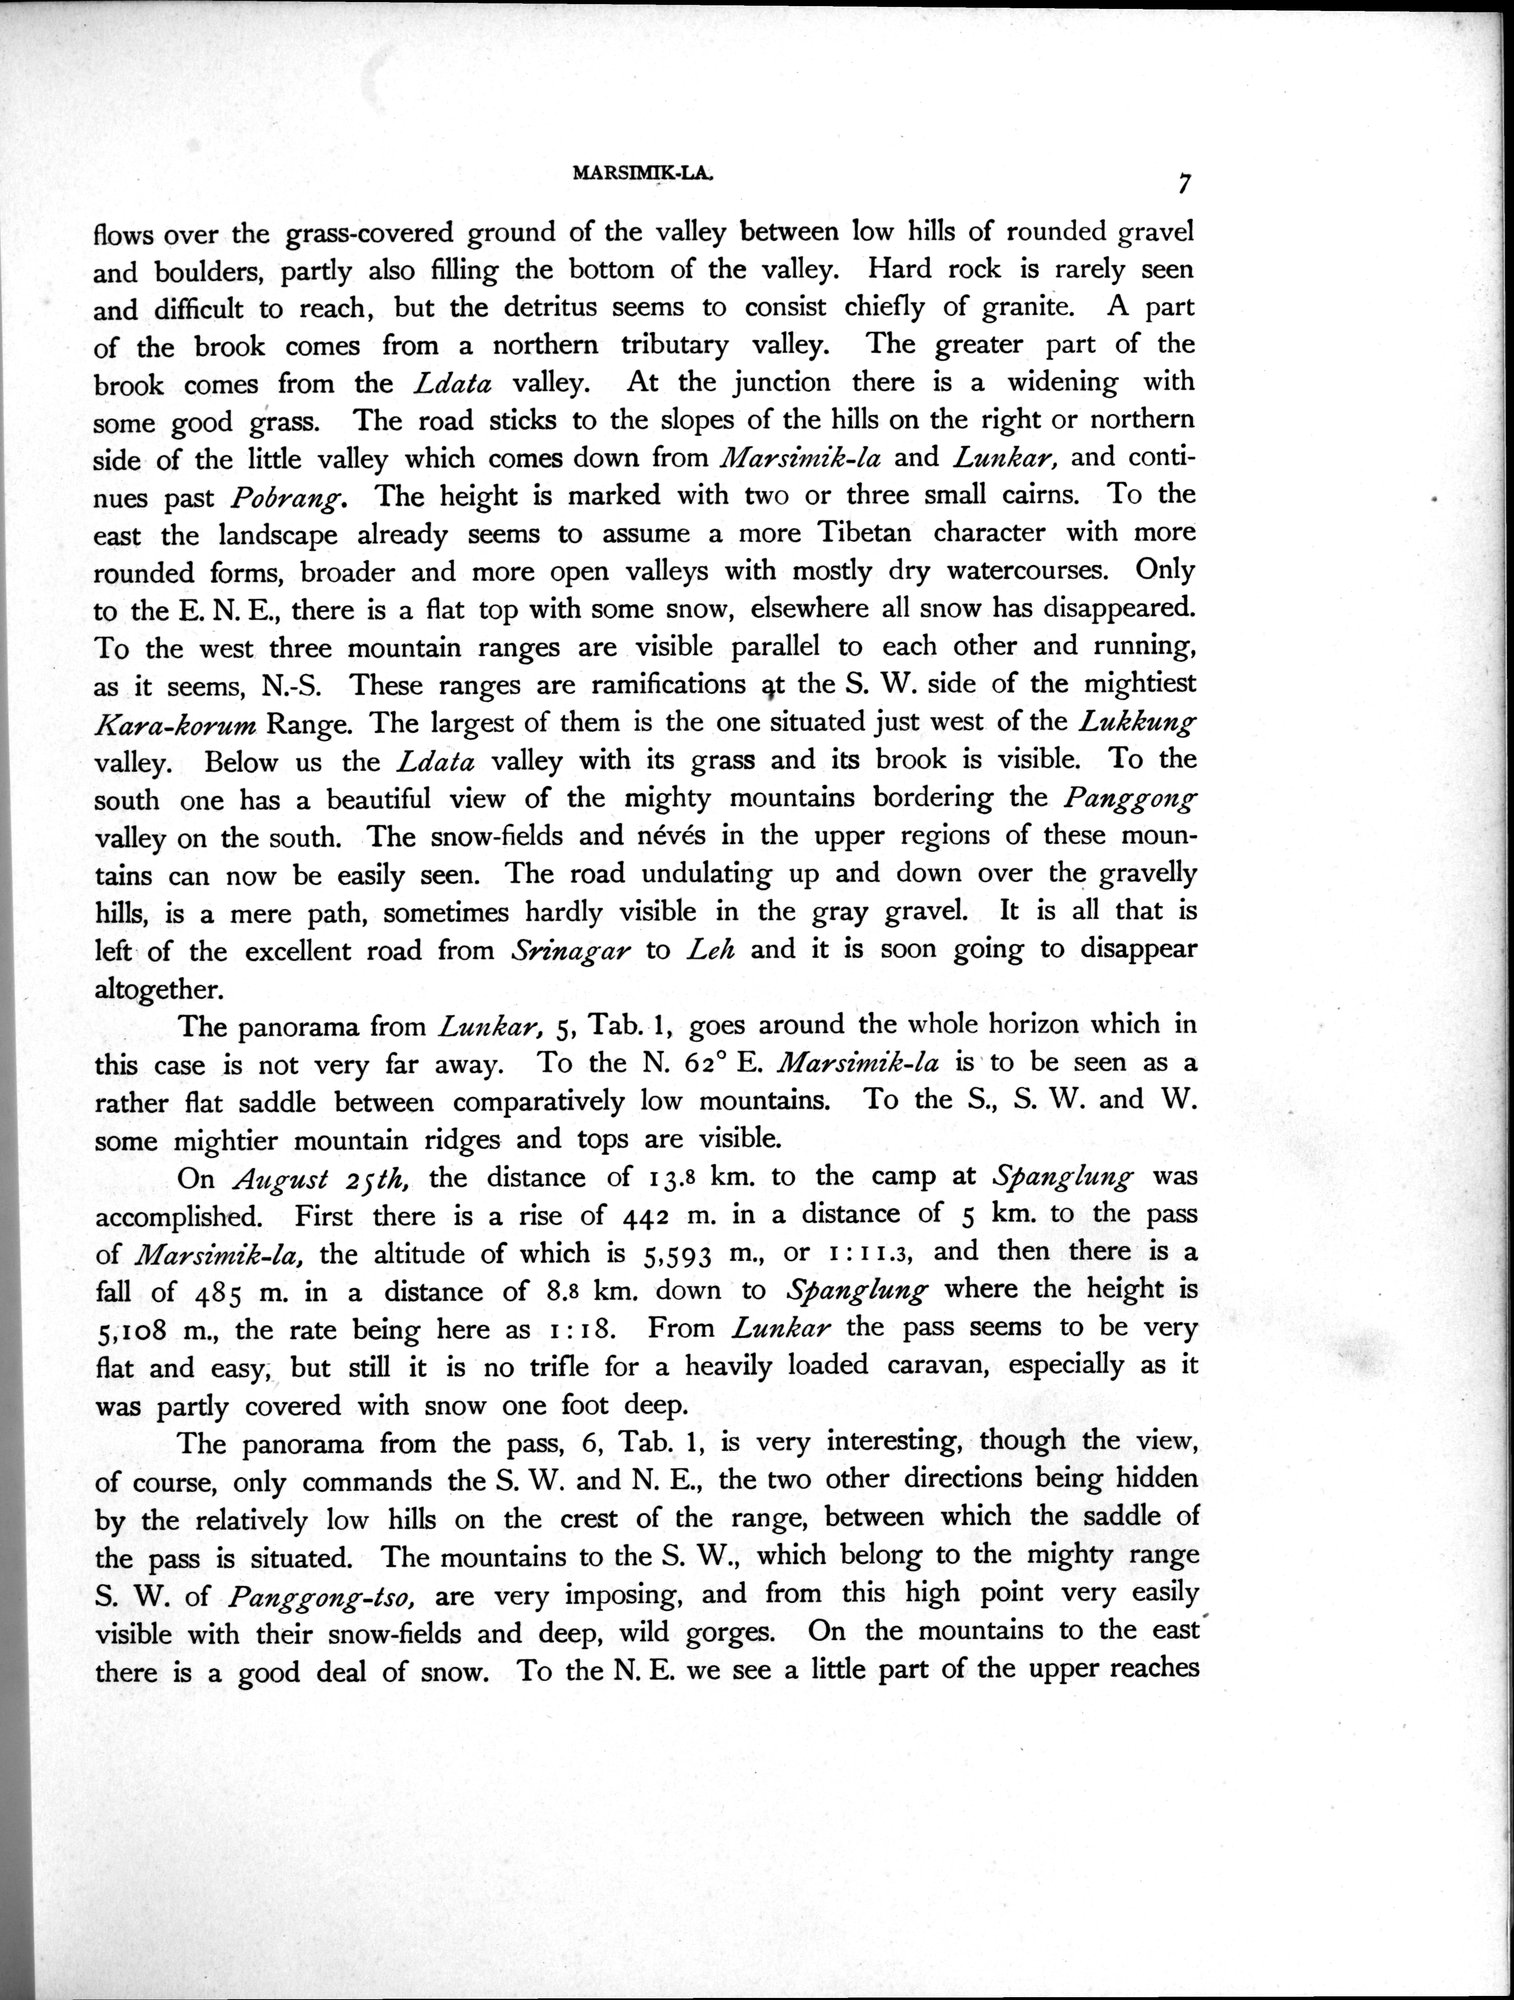 MARSIMIK-LA.
7
flows over the grass-covered ground of the valley between low hills of rounded gravel
and boulders, partly also filling the bottom of the valley. Hard rock is rarely seen
and difficult to reach, but the detritus seems to consist chiefly of granite. A part
of the brook comes from a northern tributary valley. The greater part of the
brook comes from the Ldata valley. At the junction there is a widening with
some good grass. The road sticks to the slopes of the hills on the right or northern
side of the little valley which comes down from Marsimik-la and Lunkar, and conti-
nues past Pobrang. The height is marked with two or three small cairns. To the
east the landscape already seems to assume a more Tibetan character with more
rounded forms, broader and more open valleys with mostly dry watercourses. Only
to the E. N. E., there is a flat top with some snow, elsewhere all snow has disappeared.
To the west three mountain ranges are visible parallel to each other and running,
as it seems, N.-S. These ranges are ramifications at the S. W. side of the mightiest
Kara-korum Range. The largest of them is the one situated just west of the Lukkung
valley. Below us the Ldata valley with its grass and its brook is visible. To the
south one has a beautiful view of the mighty mountains bordering the Panggong
valley on the south. The snow-fields and névés in the upper regions of these moun-
tains can now be easily seen. The road undulating up and down over the gravelly
hills, is a mere path, sometimes hardly visible in the gray gravel. It is all that is
left of the excellent road from Srinagar to Leh and it is soon going to disappear
altogether.
The panorama from Lunkar, 5, Tab. 1, goes around the whole horizon which in
this case is not very far away. To the N. 62° E. Marsimik-la is to be seen as a
rather flat saddle between comparatively low mountains. To the S., S. W. and W.
some mightier mountain ridges and tops are visible.
On August 25th, the distance of 13.8 km. to the camp at Spanglung was
accomplished. First there is a rise of 442 m. in a distance of 5 km. to the pass
of Marsimik-la, the altitude of which is 5,593 m., or 1:11.3, and then there is a
fall of 485 m. in a distance of 8.8 km. down to Spanglung where the height is
5,108 m., the rate being here as 1:18. From Lunkar the pass seems to be very
flat and easy, but still it is no trifle for a heavily loaded caravan, especially as it
was partly covered with snow one foot deep.
The panorama from the pass, 6, Tab. 1, is very interesting, though the view,
of course, only commands the S. W. and N. E., the two other directions being hidden
by the relatively low hills on the crest of the range, between which the saddle of
the pass is situated. The mountains to the S. W., which belong to the mighty range
S. W. of Panggong-tso, are very imposing, and from this high point very easily
visible with their snow-fields and deep, wild gorges. On the mountains to the east
there is a good deal of snow. To the N. E. we see a little part of the upper reaches